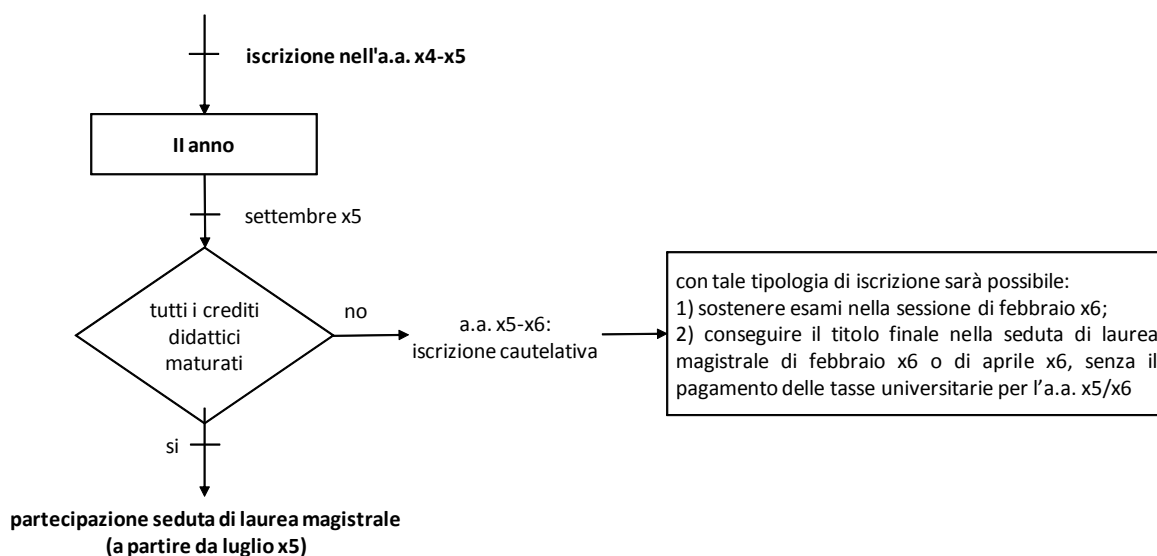 iscrizione nell'a.a. x4-x5
II anno
settembre x5
tutti i crediti
didattici
maturati
no
a.a. x5-x6:
iscrizione cautelativa
con tale tipologia di iscrizione sarà possibile:
1) sostenere esami nella sessione di febbraio x6;
2) conseguire il titolo finale nella seduta di laurea
magistrale di febbraio x6 o di aprile x6, senza il
pagamento delle tasse universitarie per l’a.a. x5/x6
si
partecipazione seduta di laurea magistrale
(a partire da luglio x5)